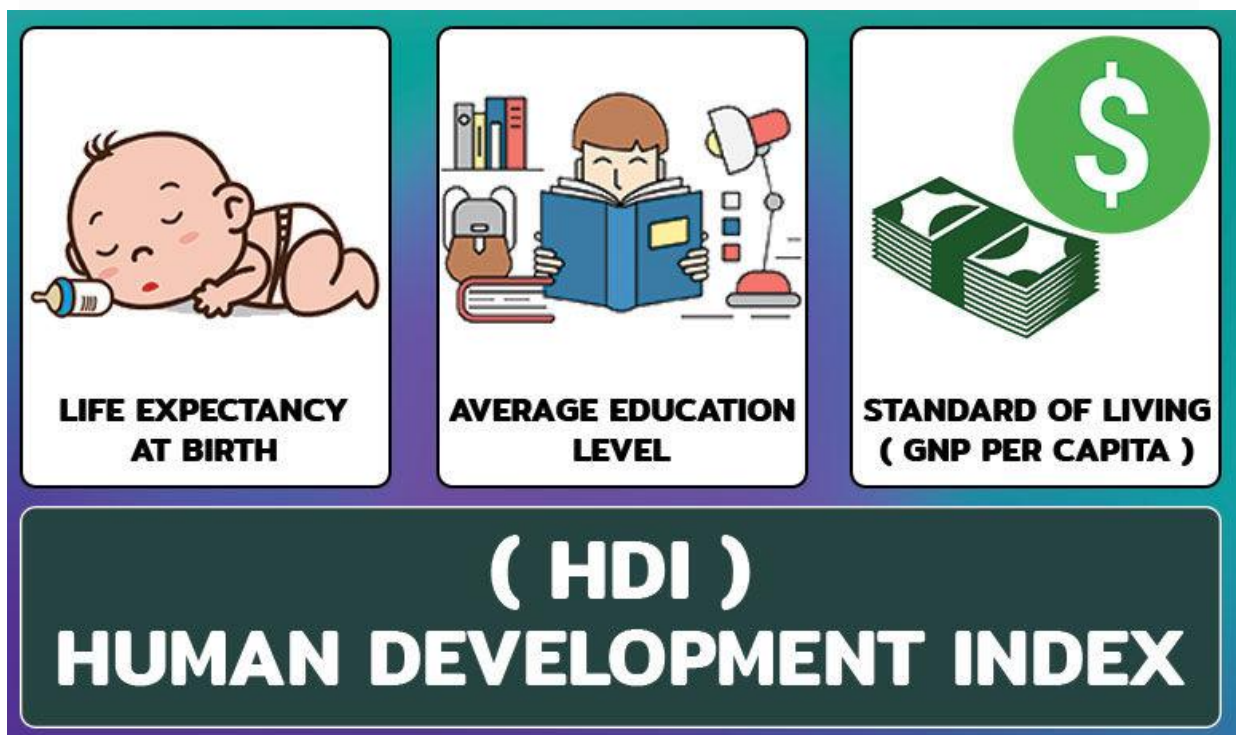 $
LIFE EXPECTANCY
AT BIRTH
AVERAGE EDUCATION
LEVEL
STANDARD OF LIVING
( GNP PER CAPITA )
( HDI )
HUMAN DEVELOPMENT INDEX